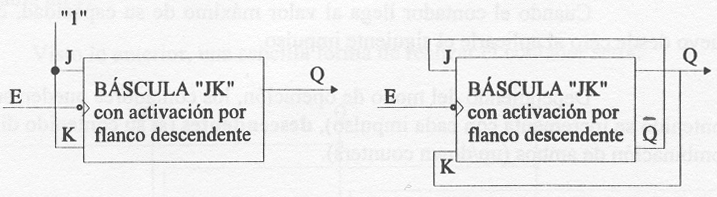 "1"
J
E
BÁSCULA "JK"
con activación por
flanco descendente
K
Q
J
E
BÁSCULA "JK"
con activación por
flanco descendente
Q̅
K
Q